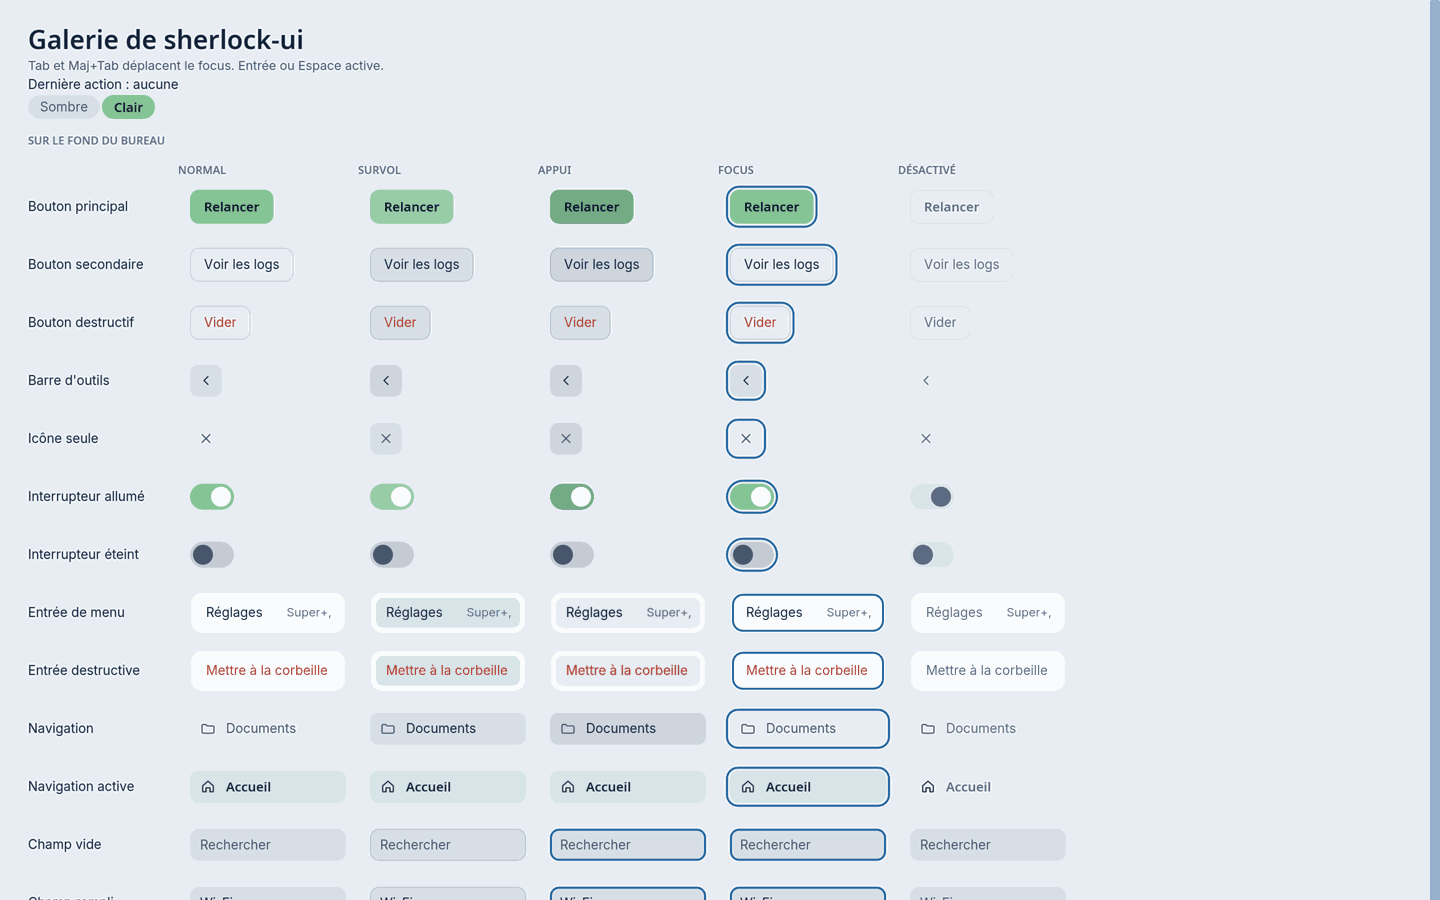 Galerie de sherlock-ui
Tab et Maj+Tab déplacent le focus. Entrée ou Espace active.
Dernière action : aucune
Sombre Clair
SUR LE FOND DU BUREAU
NORMAL SURVOL APPUI FOCUS DÉSACTIVÉ
Bouton principal Relancer Relancer Relancer Relancer Relancer
Bouton secondaire Voir les logs Voir les logs Voir les logs Voir les logs Voir les logs
Bouton destructif Vider Vider Vider Vider Vider
Barre d'outils
Icône seule
Interrupteur allumé
Interrupteur éteint
Entrée de menu Réglages Super+, Réglages Super+, Réglages Super+, Réglages Super+, Réglages Super+,
Entrée destructive Mettre à la corbeille Mettre à la corbeille Mettre à la corbeille Mettre à la corbeille Mettre à la corbeille
Navigation Documents Documents Documents Documents Documents
Navigation active Accueil Accueil Accueil Accueil Accueil
Champ vide Rechercher Rechercher Rechercher Rechercher Rechercher